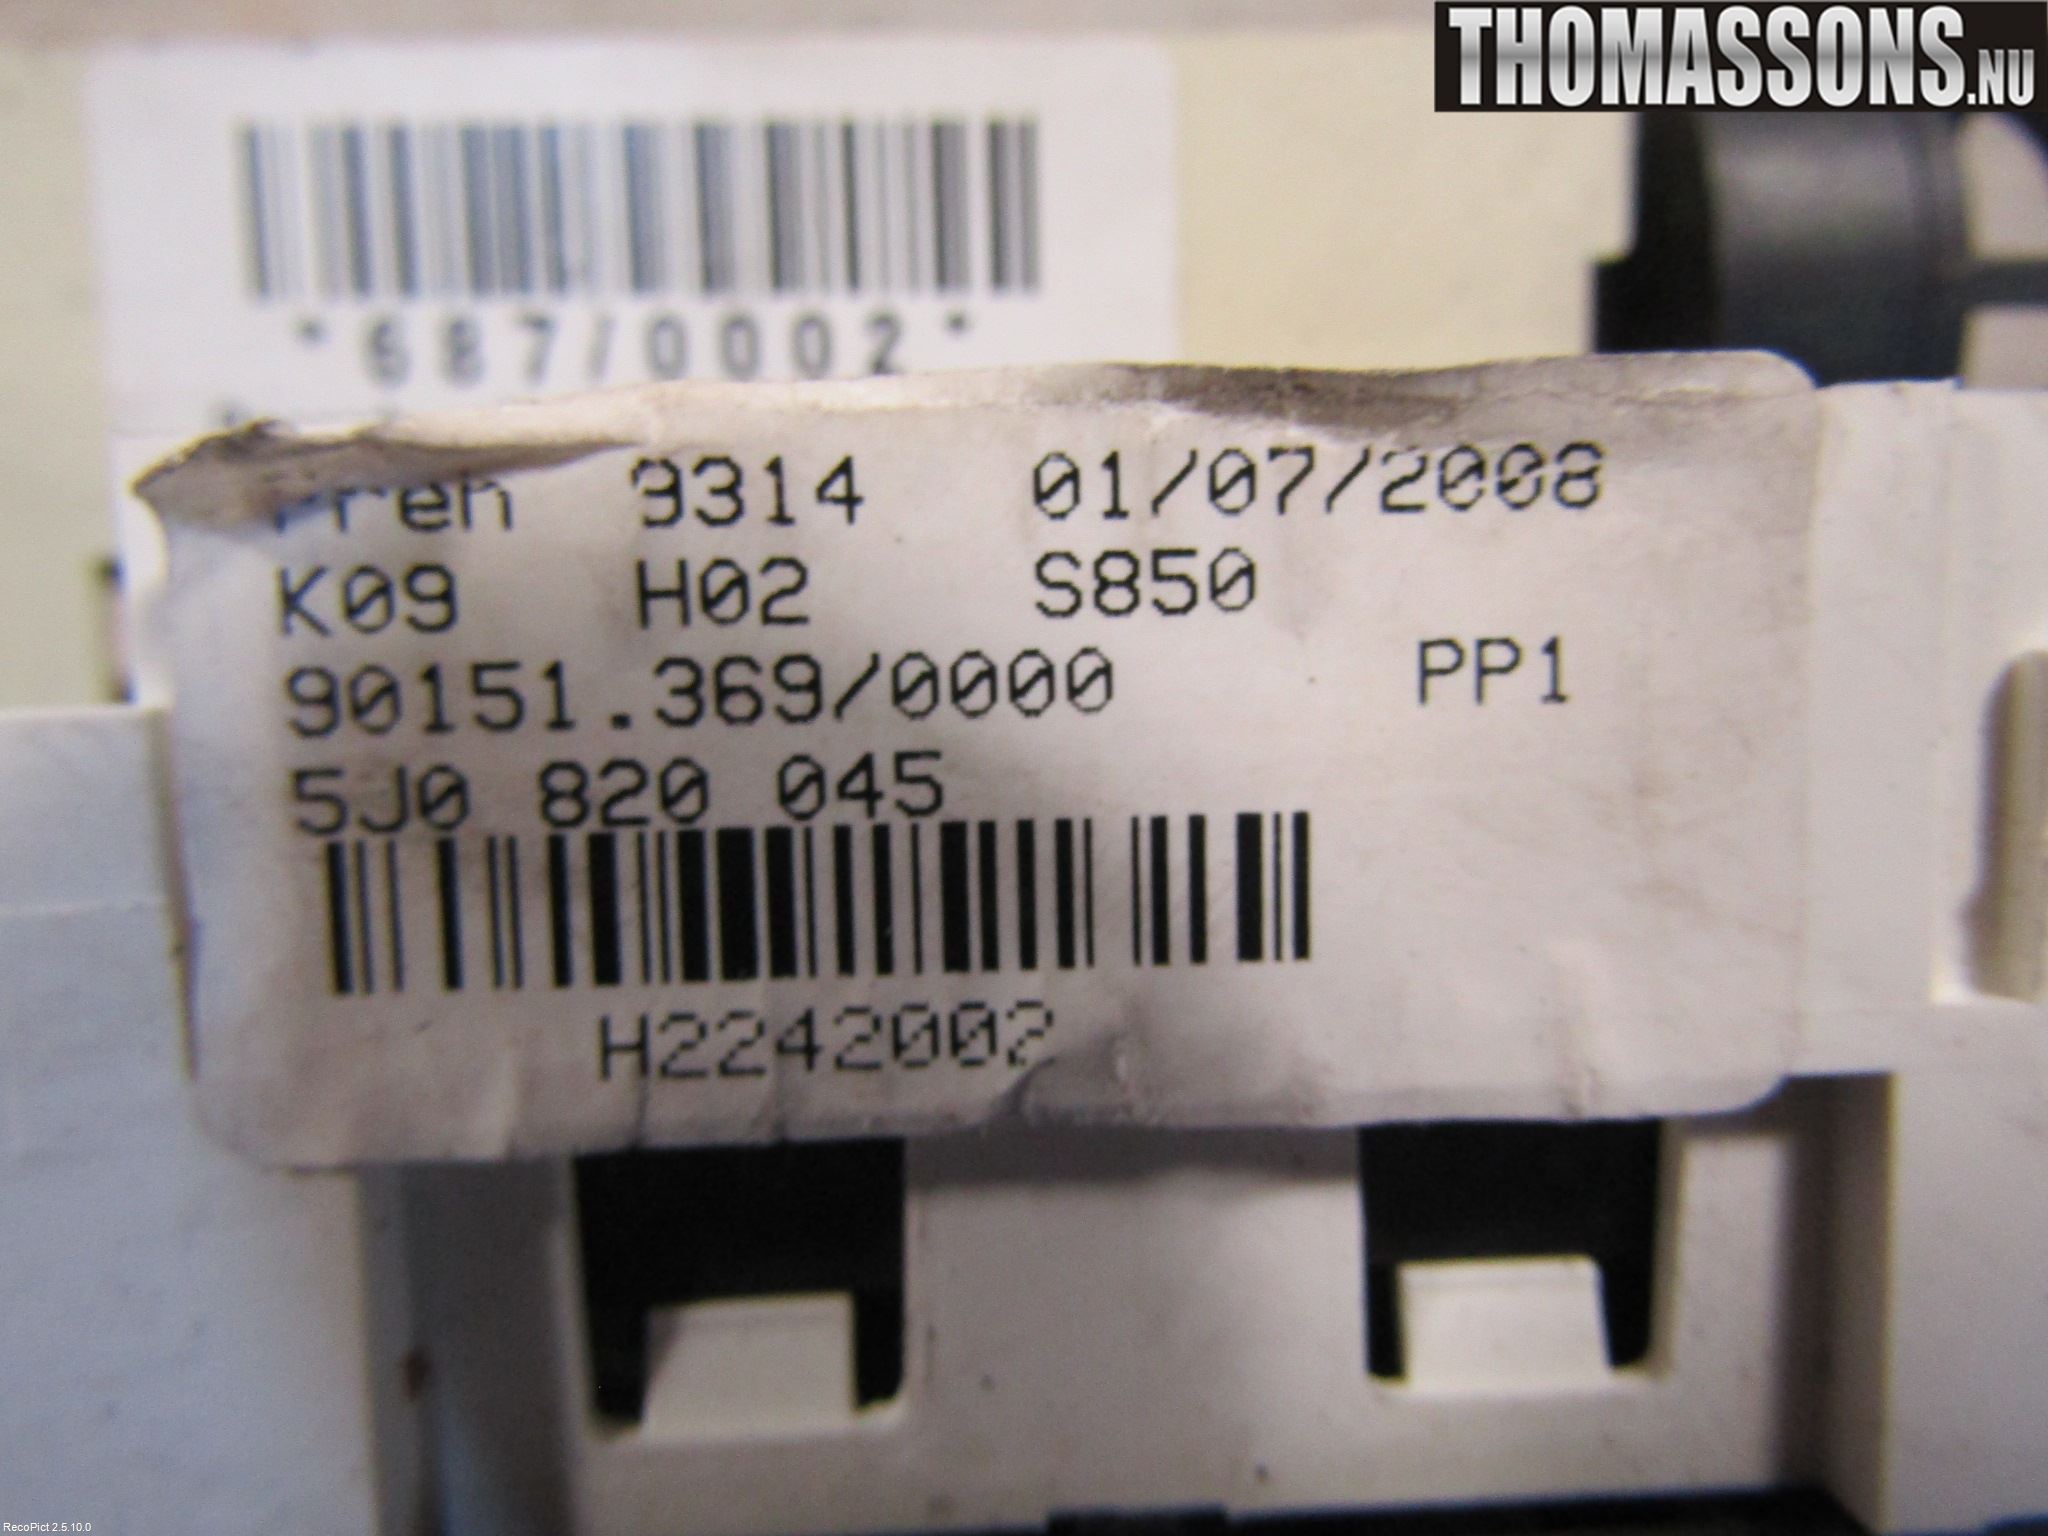 THOMASSONS.NU
*687/0002*
Preh 9314 01/07/2008
K09 H02 S850
90151.369/0000 PP1
5J0 820 045
H2242002
RecoPict 2.5.10.0